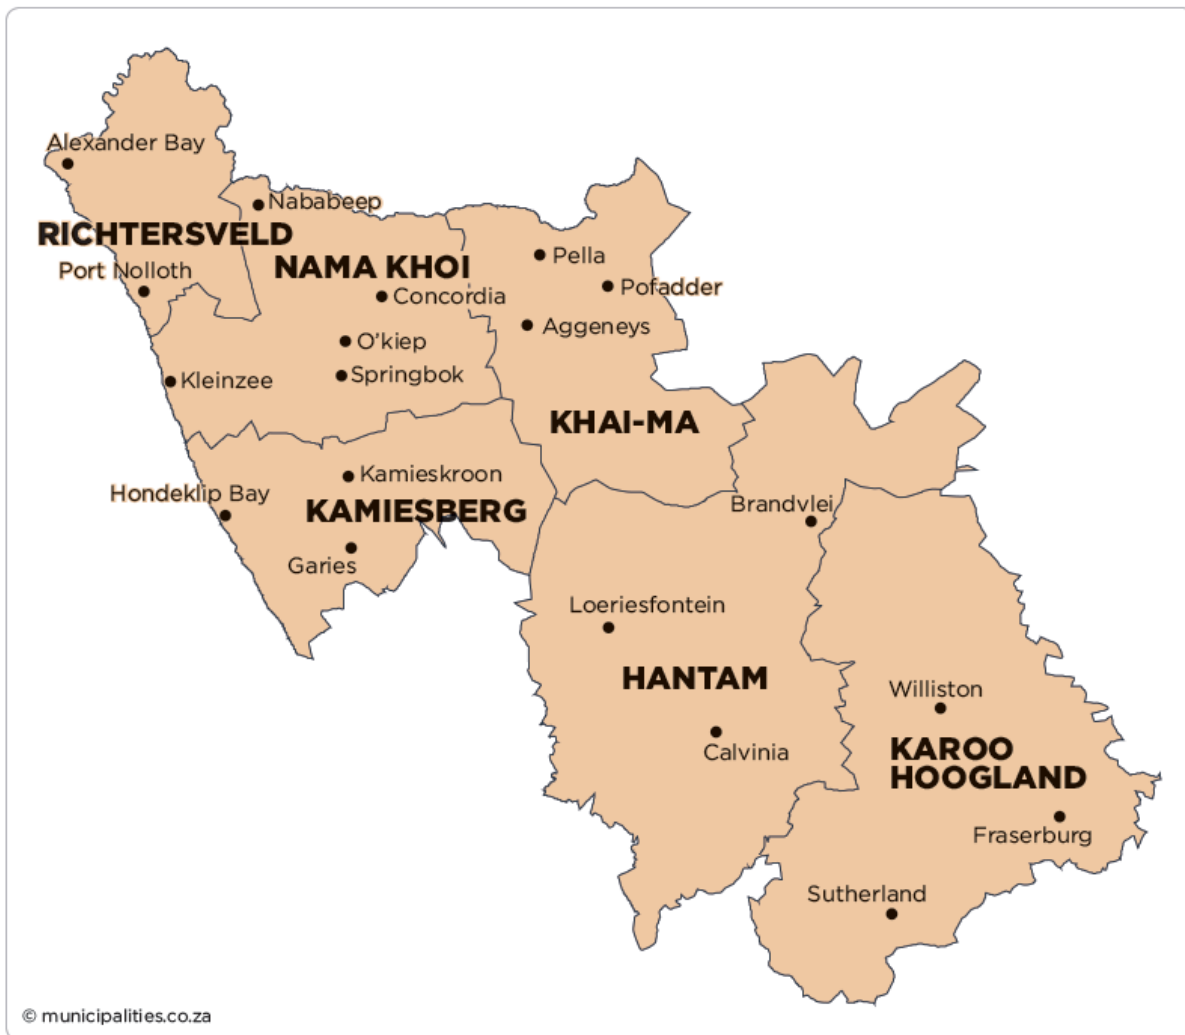 Alexander Bay
Nababeep
RICHTERSVELD
Port Nolloth
NAMA KHOI
Pella
Pofadder
Concordia
Aggeneys
O'kiep
Springbok
Kleinzee
KHAI-MA
Kamieskroon
Hondeklip Bay
KAMIESBERG
Brandvlei
Garies
Loeriesfontein
HANTAM
Williston
Calvinia
KAROO
HOOGLAND
Fraserburg
Sutherland
© municipalities.co.za